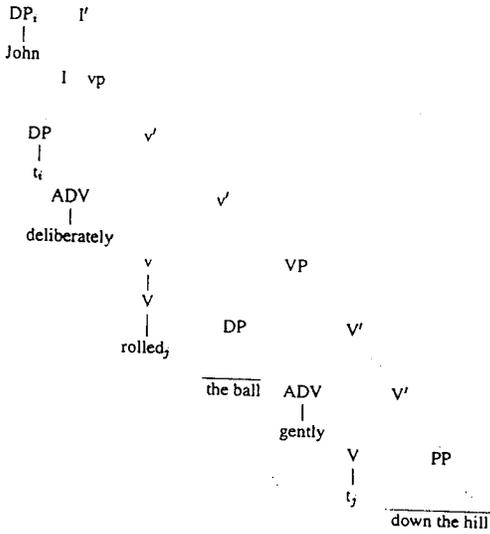 DPᵢ I′
John
I vp
DP v′
tᵢ
ADV v′
deliberately
v VP
V
DP V′
rolledⱼ
the ball ADV V′
gently
V PP
tⱼ
down the hill